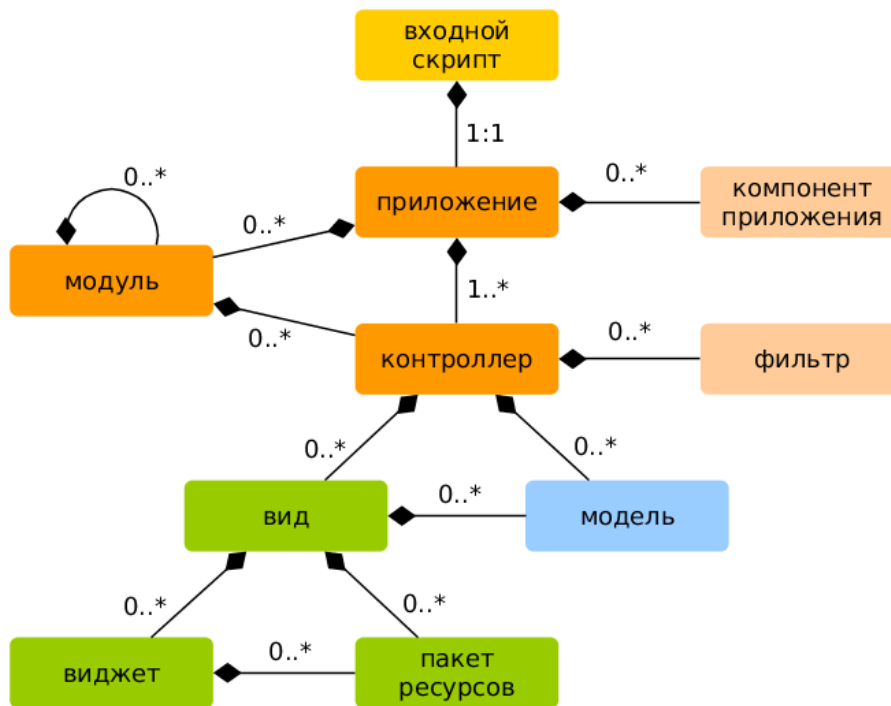 входной
скрипт
1:1
0..*
0..*
приложение
компонент
приложения
0..*
модуль
1..*
0..*
контроллер
0..*
фильтр
0..*
0..*
вид
0..*
модель
0..*
0..*
виджет
0..*
пакет
ресурсов